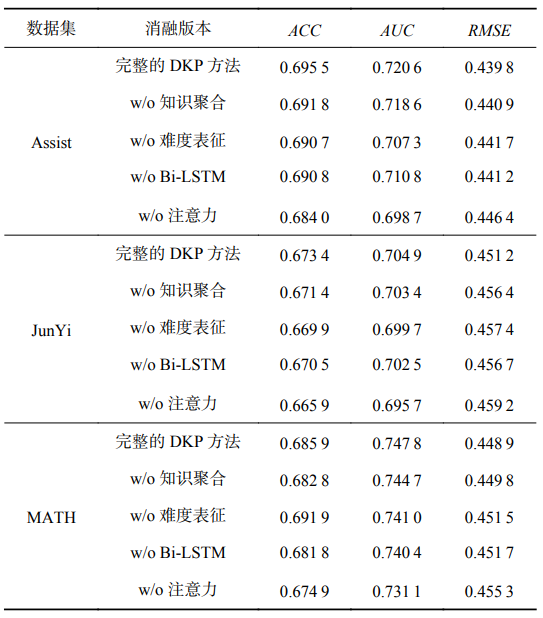 数据集 消融版本 ACC AUC RMSE
完整的 DKP 方法 0.695 5 0.720 6 0.439 8
w/o 知识聚合 0.691 8 0.718 6 0.440 9
Assist w/o 难度表征 0.690 7 0.707 3 0.441 7
w/o Bi-LSTM 0.690 8 0.710 8 0.441 2
w/o 注意力 0.684 0 0.698 7 0.446 4
完整的 DKP 方法 0.673 4 0.704 9 0.451 2
w/o 知识聚合 0.671 4 0.703 4 0.456 4
JunYi w/o 难度表征 0.669 9 0.699 7 0.457 4
w/o Bi-LSTM 0.670 5 0.702 5 0.456 7
w/o 注意力 0.665 9 0.695 7 0.459 2
完整的 DKP 方法 0.685 9 0.747 8 0.448 9
w/o 知识聚合 0.682 8 0.744 7 0.449 8
MATH w/o 难度表征 0.691 9 0.741 0 0.451 5
w/o Bi-LSTM 0.681 8 0.740 4 0.451 7
w/o 注意力 0.674 9 0.731 1 0.455 3